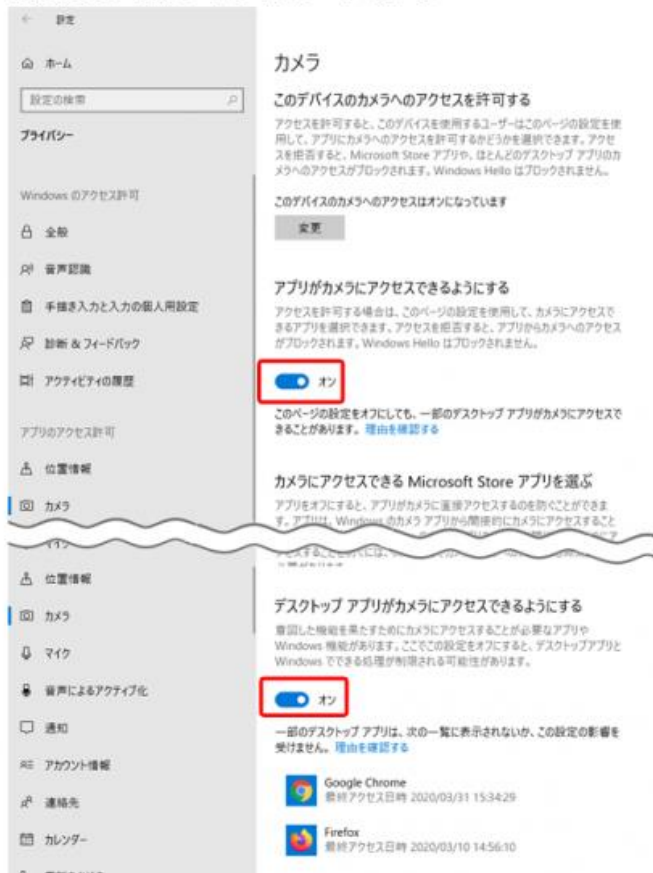 設定
ホーム
設定の検索
プライバシー
Windows のアクセス許可
全般
音声認識
手描き入力と入力の個人用設定
診断 & フィードバック
アクティビティの履歴
アプリのアクセス許可
位置情報
カメラ
マイク
位置情報
カメラ
マイク
音声によるアクティブ化
通知
アカウント情報
連絡先
カレンダー
カメラ
このデバイスのカメラへのアクセスを許可する
アクセスを許可すると、このデバイスを使用するユーザーはこのページの設定を使
用して、アプリにカメラへのアクセスを許可するかどうかを選択できます。アクセ
スを拒否すると、Microsoft Store アプリや、ほとんどのデスクトップ アプリのカ
メラへのアクセスがブロックされます。Windows Hello はブロックされません。
このデバイスのカメラへのアクセスはオンになっています
変更
アプリがカメラにアクセスできるようにする
アクセスを許可する場合は、このページの設定を使用して、カメラにアクセスで
きるアプリを選択できます。アクセスを拒否すると、アプリからカメラへのアクセス
がブロックされます。Windows Hello はブロックされません。
オン
このページの設定をオフにしても、一部のデスクトップ アプリがカメラにアクセスで
きることがあります。理由を確認する
カメラにアクセスできる Microsoft Store アプリを選ぶ
アプリをオフにすると、アプリがカメラに直接アクセスするのを防ぐことができま
す。アプリは、Windows のカメラ アプリから間接的にカメラにアクセスすること
デスクトップ アプリがカメラにアクセスできるようにする
意図した機能を果たすためにカメラにアクセスすることが必要なアプリや
Windows 機能があります。ここでこの設定をオフにすると、デスクトップアプリと
Windows でできる処理が制限される可能性があります。
オン
一部のデスクトップ アプリは、次の一覧に表示されないか、この設定の影響を
受けません。理由を確認する
Google Chrome
最終アクセス日時 2020/03/31 15:34:29
Firefox
最終アクセス日時 2020/03/10 14:56:10